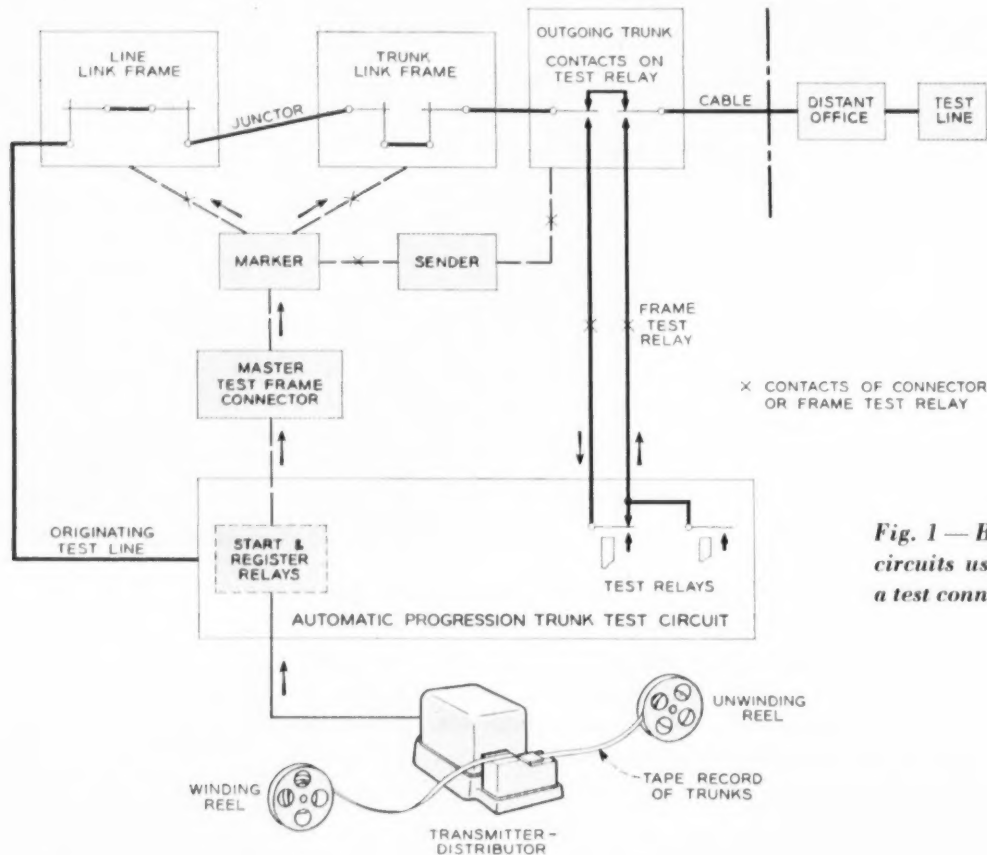 LINE
LINK FRAME
TRUNK
LINK FRAME
OUTGOING TRUNK
CONTACTS ON
TEST RELAY
JUNCTOR
CABLE
DISTANT
OFFICE
TEST
LINE
MARKER
SENDER
FRAME
TEST
RELAY
MASTER
TEST FRAME
CONNECTOR
× CONTACTS OF CONNECTOR
OR FRAME TEST RELAY
ORIGINATING
TEST LINE
START &
REGISTER
RELAYS
TEST RELAYS
AUTOMATIC PROGRESSION TRUNK TEST CIRCUIT
Fig. 1 —
circuits
a test
UNWINDING
REEL
WINDING
REEL
TAPE RECORD
OF TRUNKS
TRANSMITTER-
DISTRIBUTOR